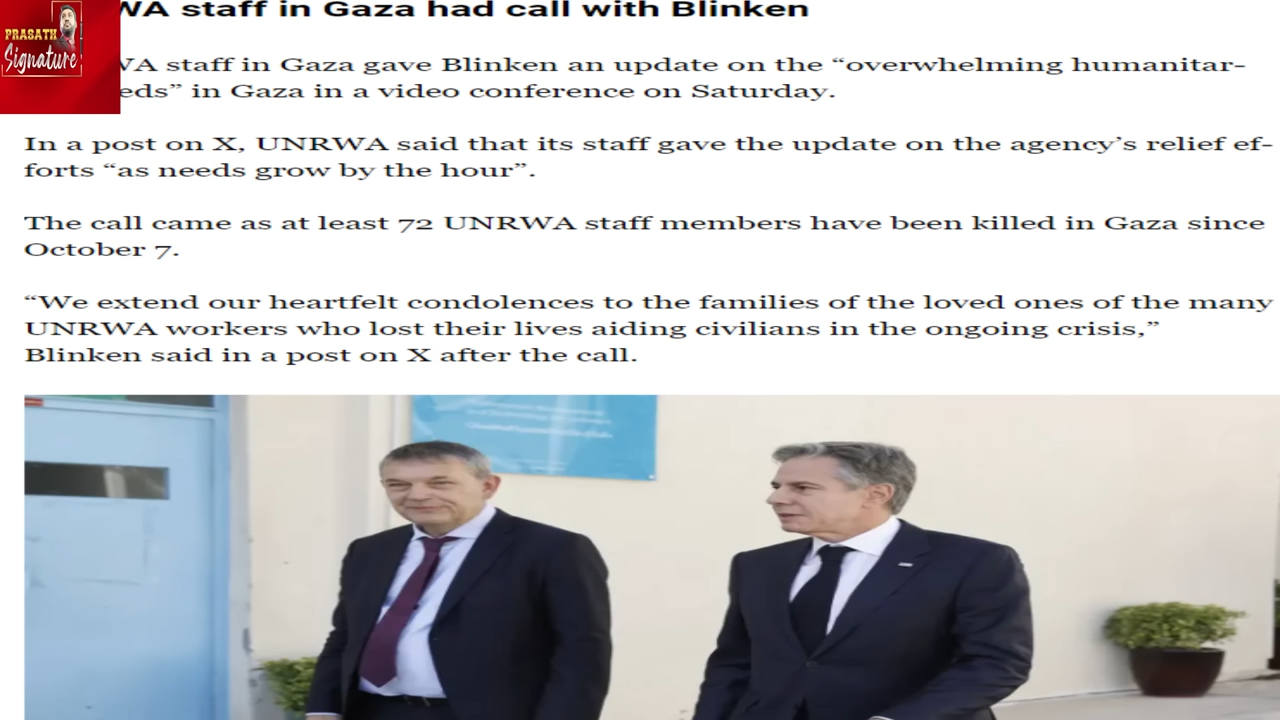 WA staff in Gaza had call with Blinken
PRASATH
Signature
WA staff in Gaza gave Blinken an update on the “overwhelming humanitar-
eds” in Gaza in a video conference on Saturday.
In a post on X, UNRWA said that its staff gave the update on the agency’s relief ef-
forts “as needs grow by the hour”.
The call came as at least 72 UNRWA staff members have been killed in Gaza since
October 7.
“We extend our heartfelt condolences to the families of the loved ones of the many
UNRWA workers who lost their lives aiding civilians in the ongoing crisis,”
Blinken said in a post on X after the call.